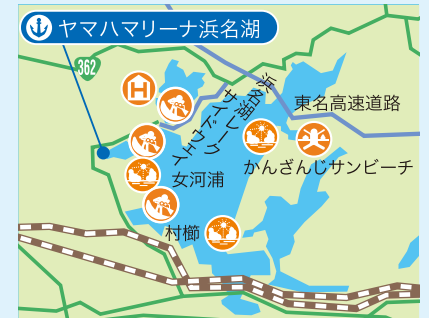 ヤマハマリーナ浜名湖
362
H
浜名湖レーク
サイドウェイ
東名高速道路
かんざんじサンビーチ
女河浦
村櫛